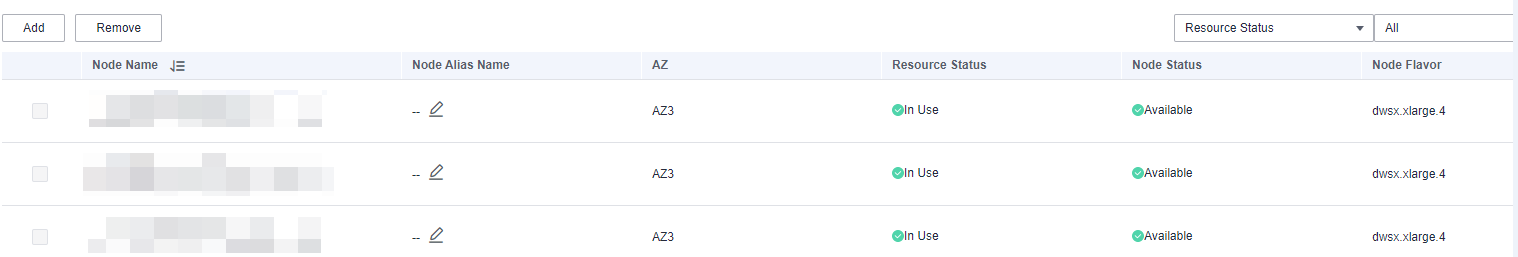 Add Remove Resource Status All
Node Name Node Alias Name AZ Resource Status Node Status Node Flavor
-- AZ3 In Use Available dwsx.xlarge.4
-- AZ3 In Use Available dwsx.xlarge.4
-- AZ3 In Use Available dwsx.xlarge.4